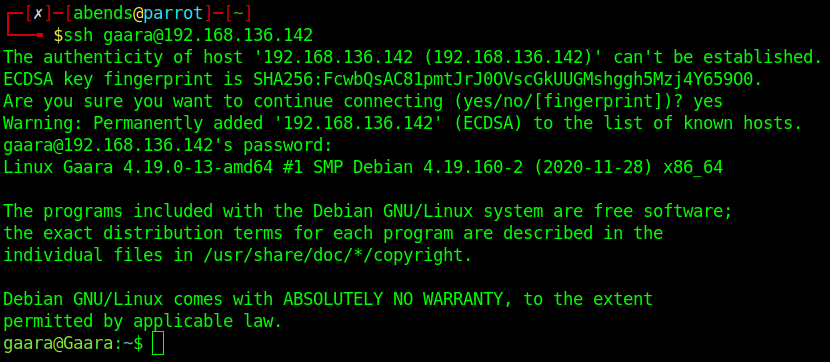 ┌─[✗]─[abends@parrot]─[~]
└──╼ $ssh gaara@192.168.136.142
The authenticity of host '192.168.136.142 (192.168.136.142)' can't be established.
ECDSA key fingerprint is SHA256:FcwbQsAC81pmtJrJ0OVscGkUUGMshggh5Mzj4Y659O0.
Are you sure you want to continue connecting (yes/no/[fingerprint])? yes
Warning: Permanently added '192.168.136.142' (ECDSA) to the list of known hosts.
gaara@192.168.136.142's password:
Linux Gaara 4.19.0-13-amd64 #1 SMP Debian 4.19.160-2 (2020-11-28) x86_64
The programs included with the Debian GNU/Linux system are free software;
the exact distribution terms for each program are described in the
individual files in /usr/share/doc/*/copyright.
Debian GNU/Linux comes with ABSOLUTELY NO WARRANTY, to the extent
permitted by applicable law.
gaara@Gaara:~$